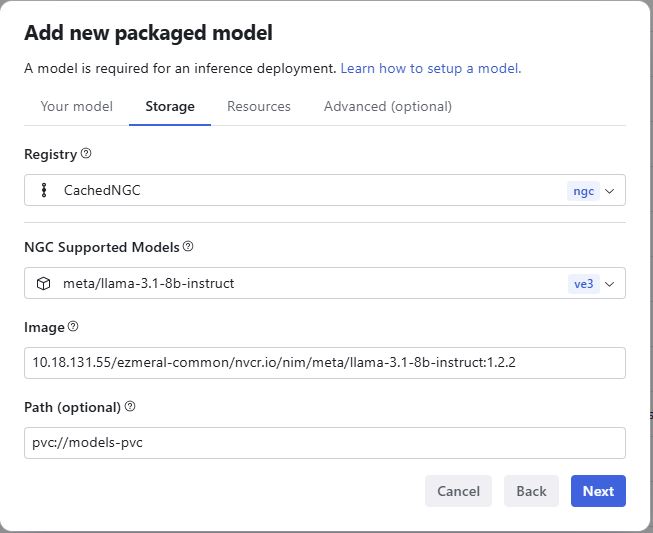 Add new packaged model
A model is required for an inference deployment. Learn how to setup a model.
Your model Storage Resources Advanced (optional)
Registry
CachedNGC ngc
NGC Supported Models
meta/llama-3.1-8b-instruct ve3
Image
10.18.131.55/ezmeral-common/nvcr.io/nim/meta/llama-3.1-8b-instruct:1.2.2
Path (optional)
pvc://models-pvc
Cancel Back Next